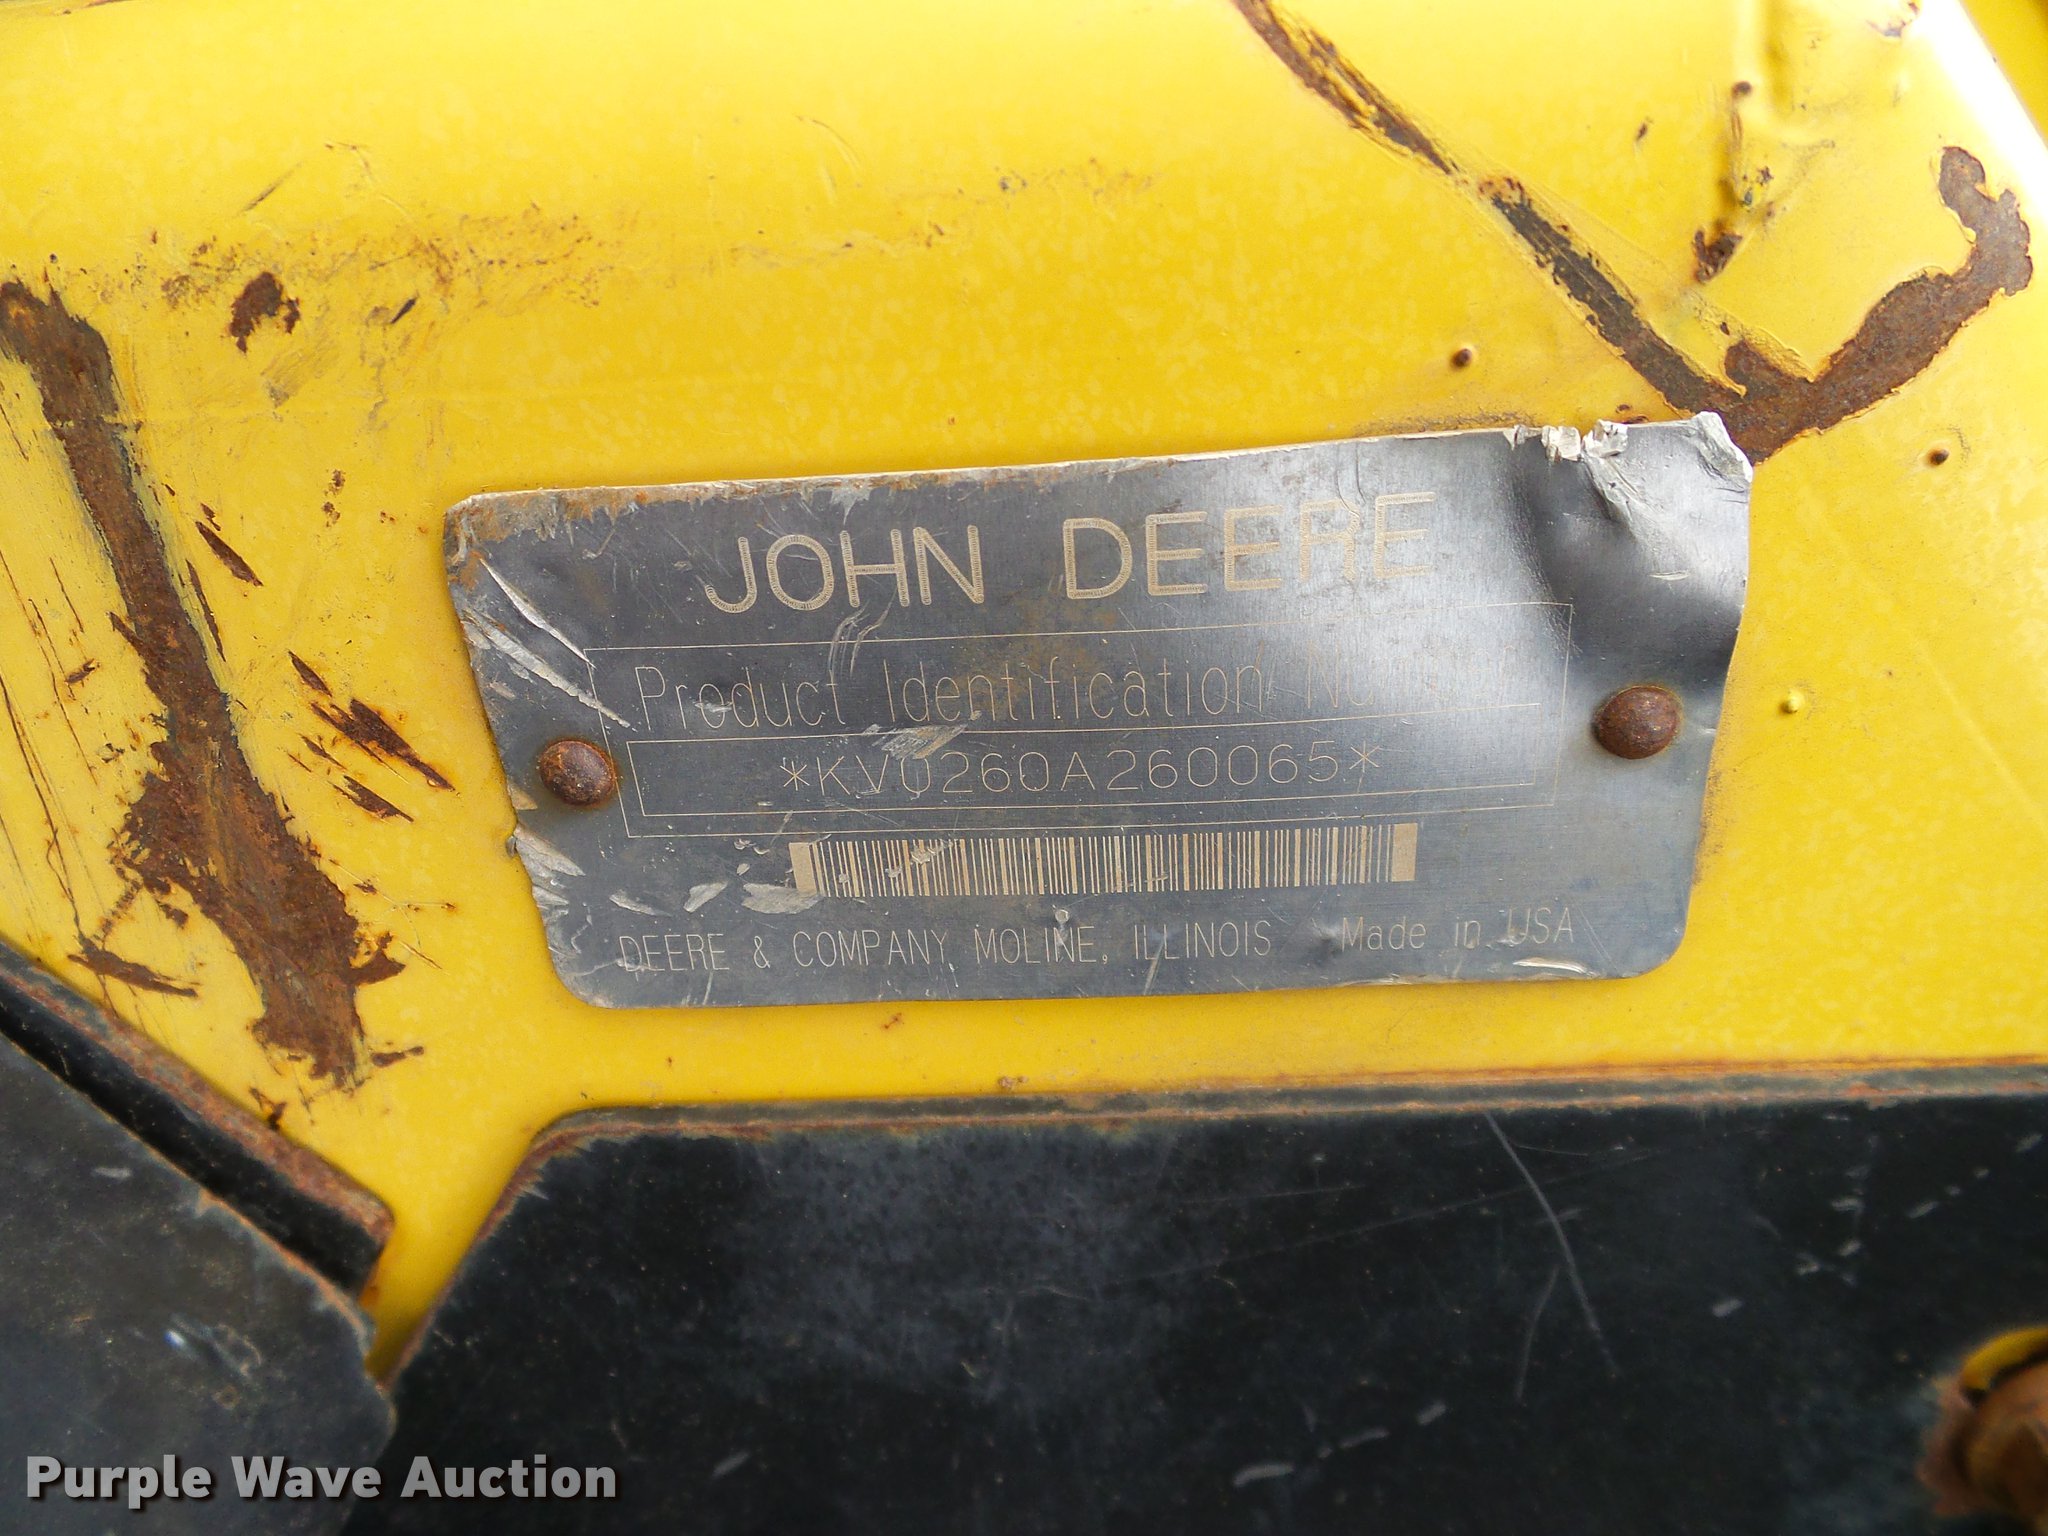 JOHN DEERE
Product Identification Number
*KV0260A260065*
DEERE & COMPANY MOLINE, ILLINOIS Made in USA
Purple Wave Auction